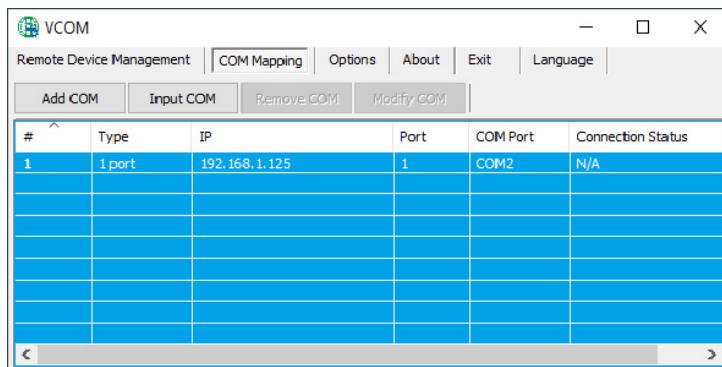 VCOM
Remote Device Management COM Mapping Options About Exit Language
Add COM Input COM Remove COM Modify COM
# Type IP Port COM Port Connection Status
1 1 port 192.168.1.125 1 COM2 N/A